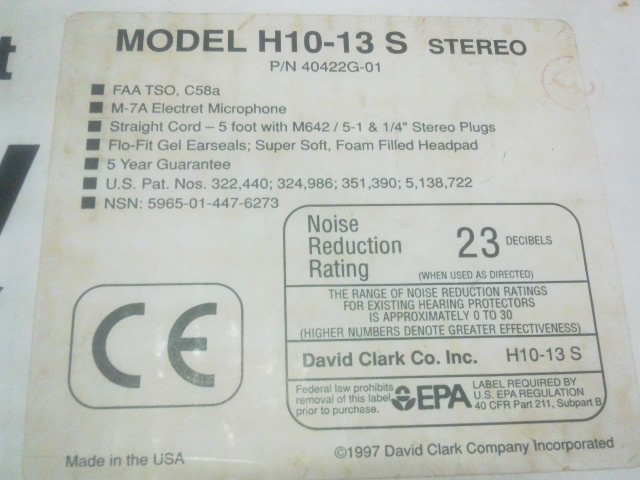 t
MODEL H10-13 S STEREO
P/N 40422G-01
FAA TSO, C58a
M-7A Electret Microphone
Straight Cord – 5 foot with M642 / 5-1 & 1/4" Stereo Plugs
Flo-Fit Gel Earseals; Super Soft, Foam Filled Headpad
5 Year Guarantee
U.S. Pat. Nos. 322,440; 324,986; 351,390; 5,138,722
NSN: 5965-01-447-6273
Noise
Reduction
Rating
23 DECIBELS
(WHEN USED AS DIRECTED)
THE RANGE OF NOISE REDUCTION RATINGS
FOR EXISTING HEARING PROTECTORS
IS APPROXIMATELY 0 TO 30
(HIGHER NUMBERS DENOTE GREATER EFFECTIVENESS)
David Clark Co. Inc. H10-13 S
Federal law prohibits
removal of this label
prior to purchase.
EPA
LABEL REQUIRED BY
U.S. EPA REGULATION
40 CFR Part 211, Subpart B
CE
Made in the USA
©1997 David Clark Company Incorporated